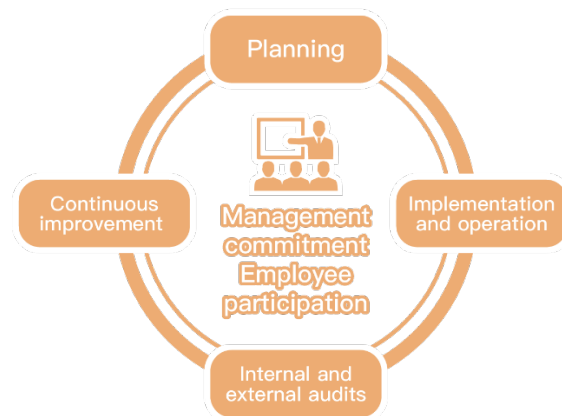 Planning
Continuous
improvement
Management
commitment
Employee
participation
Implementation
and operation
Internal and
external audits